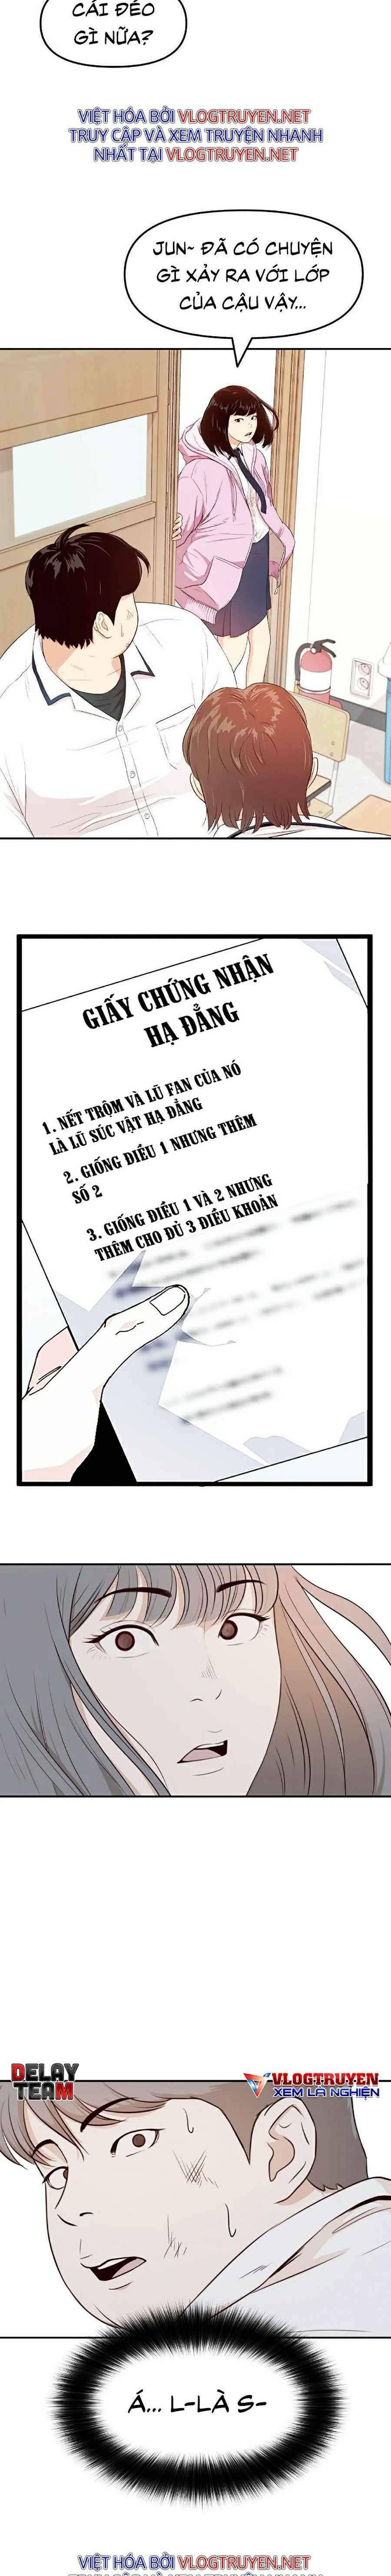 CÁI ĐÉO
GÌ NỮA?
VIỆT HÓA BỞI VLOGTRUYEN.NET
TRUY CẬP VÀ XEM TRUYỆN NHANH
NHẤT TẠI VLOGTRUYEN.NET
JUN~ ĐÃ CÓ CHUYỆN
GÌ XẢY RA VỚI LỚP
CỦA CẬU VẬY...
GIẤY CHỨNG NHẬN
HẠ ĐẲNG
1. NẾT TRÔM VÀ LŨ FAN CỦA NÓ
LÀ LŨ SÚC VẬT HẠ ĐẲNG
2. GIỐNG ĐIỀU 1 NHƯNG THÊM
SỐ 2
3. GIỐNG ĐIỀU 1 VÀ 2 NHƯNG
THÊM CHO ĐỦ 3 ĐIỀU KHOẢN
DELAY
TEAM
VLOGTRUYEN
XEM LÀ NGHIỆN
Á... L-LÀ S-
VIỆT HÓA BỞI VLOGTRUYEN.NET